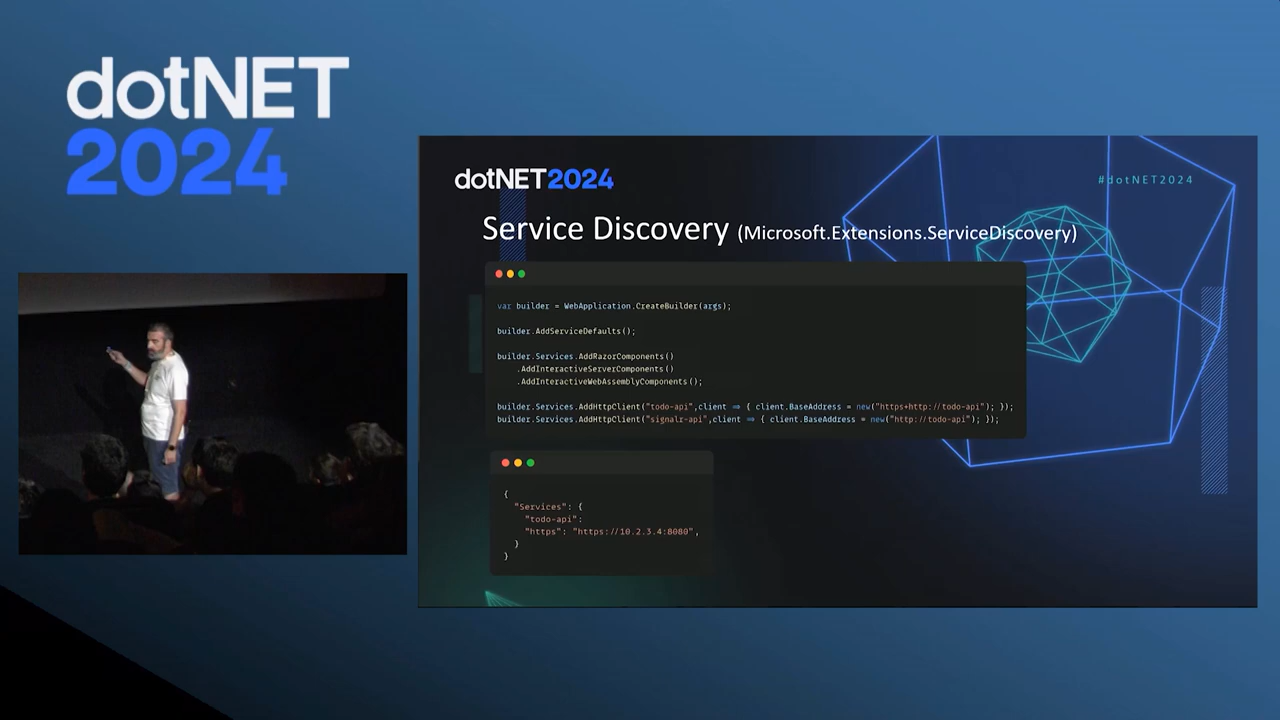 dotNET
2024
dotNET2024
#dotNET2024
Service Discovery (Microsoft.Extensions.ServiceDiscovery)
var builder = WebApplication.CreateBuilder(args);
builder.AddServiceDefaults();
builder.Services.AddRazorComponents()
.AddInteractiveServerComponents()
.AddInteractiveWebAssemblyComponents();
builder.Services.AddHttpClient("todo-api",client ⇒ { client.BaseAddress = new("https+http://todo-api"); });
builder.Services.AddHttpClient("signalr-api",client ⇒ { client.BaseAddress = new("http://todo-api"); });
{
"Services": {
"todo-api":
"https": "https://10.2.3.4:8080",
}
}